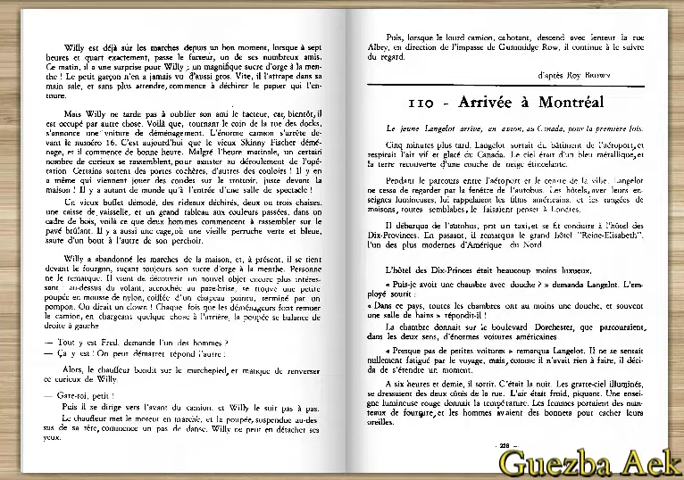 Willy est déjà sur les marches depuis un bon moment, lorsque à sept
heures et quart exactement, passe le facteur, un de ses nombreux amis.
Ce matin, il a une surprise pour Willy ; un magnifique sucre d'orge à la men-
the ! Le petit garçon n'en a jamais vu d'aussi gros. Vite, il l'attrape dans sa
main sale, et sans plus attendre, commence à déchirer le papier qui l'en-
toure.
Mais Willy ne tarde pas à oublier son ami le facteur, car, bientôt, il
est occupé par autre chose. Voilà que, tournant le coin de la rue des docks,
s'annonce une voiture de déménagement. L'énorme camion s'arrête de-
vant le numéro 16. C'est aujourd'hui que le vieux Skinny Fischer démé-
nage, et il commence de bonne heure. Malgré l'heure matinale, un certain
nombre de curieux se rassemblent, pour assister au déroulement de l'opé-
ration. Certains sortent des portes cochères, d'autres des couloirs ! Il y en
a même qui viennent jouer des coudes sur le trottoir, juste devant la
maison ! Il y a autant de monde qu'à l'entrée d'une salle de spectacle !
Un vieux buffet démodé, des rideaux déchirés, deux ou trois chaises,
une caisse de vaisselle, et un grand tableau aux couleurs passées, dans un
cadre de bois, voilà ce que deux hommes commencent à rassembler sur le
pavé brûlant. Il y a aussi une cage, où une vieille perruche verte et bleue,
saute d'un bout à l'autre de son perchoir.
Willy a abandonné les marches de la maison, et, à présent, il se tient
devant le fourgon, suçant toujours son sucre d'orge à la menthe. Personne
ne le remarque. Il vient de découvrir un nouvel objet encore plus intéres-
sant : au-dessus du volant, accrochée au pare-brise, se trouve une petite
poupée en mousse de nylon, coiffée d'un chapeau pointu, terminé par un
pompon. On dirait un clown ! Chaque fois que les déménageurs font remuer
le camion, en chargeant quelque chose à l'arrière, la poupée se balance de
droite à gauche
— Tout y est Fred, demande l'un des hommes ?
— Ça y est ! On peut démarrer répond l'autre :
Alors, le chauffeur bondit sur le marchepied, et manque de renverser
ce curieux de Willy.
— Gare-toi, petit !
Puis il se dirige vers l'avant du camion, et Willy le suit pas à pas.
Le chauffeur met le moteur en marche, et la poupée, suspendue au-des-
sus de sa tête, commence un pas de danse. Willy ne peut en détacher ses
yeux.
Puis, lorsque le lourd camion, cahotant, descend avec lenteur la rue
Albry, en direction de l'impasse de Gummidge Row, il continue à le suivre
du regard.
d'après Roy Brown
110 - Arrivée à Montréal
Le jeune Langelot arrive, en avion, au Canada, pour la première fois.
Cinq minutes plus tard, Langelot sortait du bâtiment de l'aéroport, et
respirait l'air vif et glacé du Canada. Le ciel était d'un bleu métallique, et
la terre recouverte d'une couche de neige étincelante.
Pendant le parcours entre l'aéroport et le centre de la ville, Langelot
ne cessa de regarder par la fenêtre de l'autobus. Les hôtels, avec leurs en-
seignes lumineuses, lui rappelaient les films américains, et les rangées de
maisons, toutes semblables, le faisaient penser à Londres.
Il débarqua de l'autobus, prit un taxi, et se fit conduire à l'hôtel des
Dix-Provinces. En passant, il remarqua le grand hôtel "Reine-Elisabeth",
l'un des plus modernes d'Amérique du Nord
L'hôtel des Dix-Princes était beaucoup moins luxueux.
« Puis-je avoir une chambre avec douche ? » demanda Langelot. L'em-
ployé sourit :
« Dans ce pays, toutes les chambres ont au moins une douche, et souvent
une salle de bains » répondit-il !
La chambre donnait sur le boulevard Dorchester, que parcouraient,
dans les deux sens, d'énormes voitures américaines
« Presque pas de petites voitures » remarqua Langelot. Il ne se sentait
nullement fatigué par le voyage, mais, comme il n'avait rien à faire, il déci-
da de s'étendre un moment.
A six heures et demie, il sortit. C'était la nuit. Les gratte-ciel illuminés,
se dressaient des deux côtés de la rue. L'air était froid, piquant. Une ensei-
gne lumineuse rouge donnait la température. Les femmes portaient des man-
teaux de fourrure, et les hommes avaient des bonnets pour cacher leurs
oreilles.
- 228 -
Guezba Aek